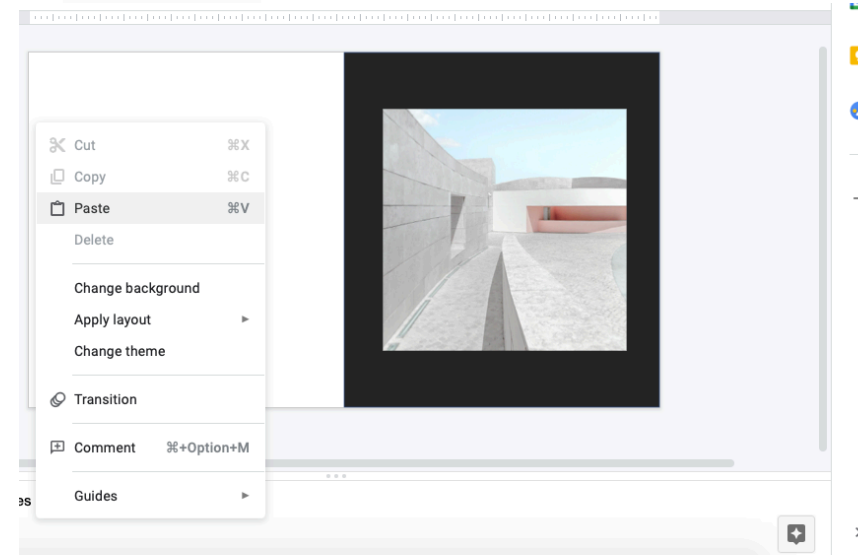 Cut ⌘X
Copy ⌘C
Paste ⌘V
Delete
Change background
Apply layout
Change theme
Transition
Comment ⌘+Option+M
Guides
es